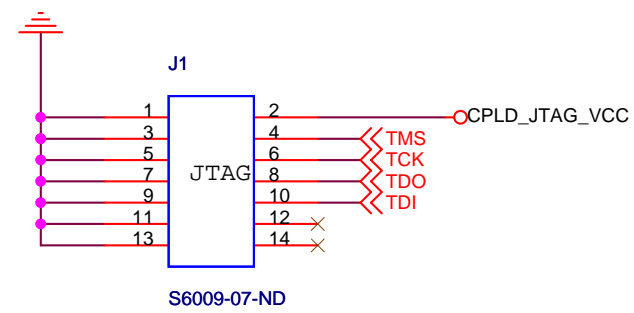 J1
1 2 CPLD_JTAG_VCC
3 4 TMS
5 6 TCK
7 JTAG 8 TDO
9 10 TDI
11 12
13 14
S6009-07-ND